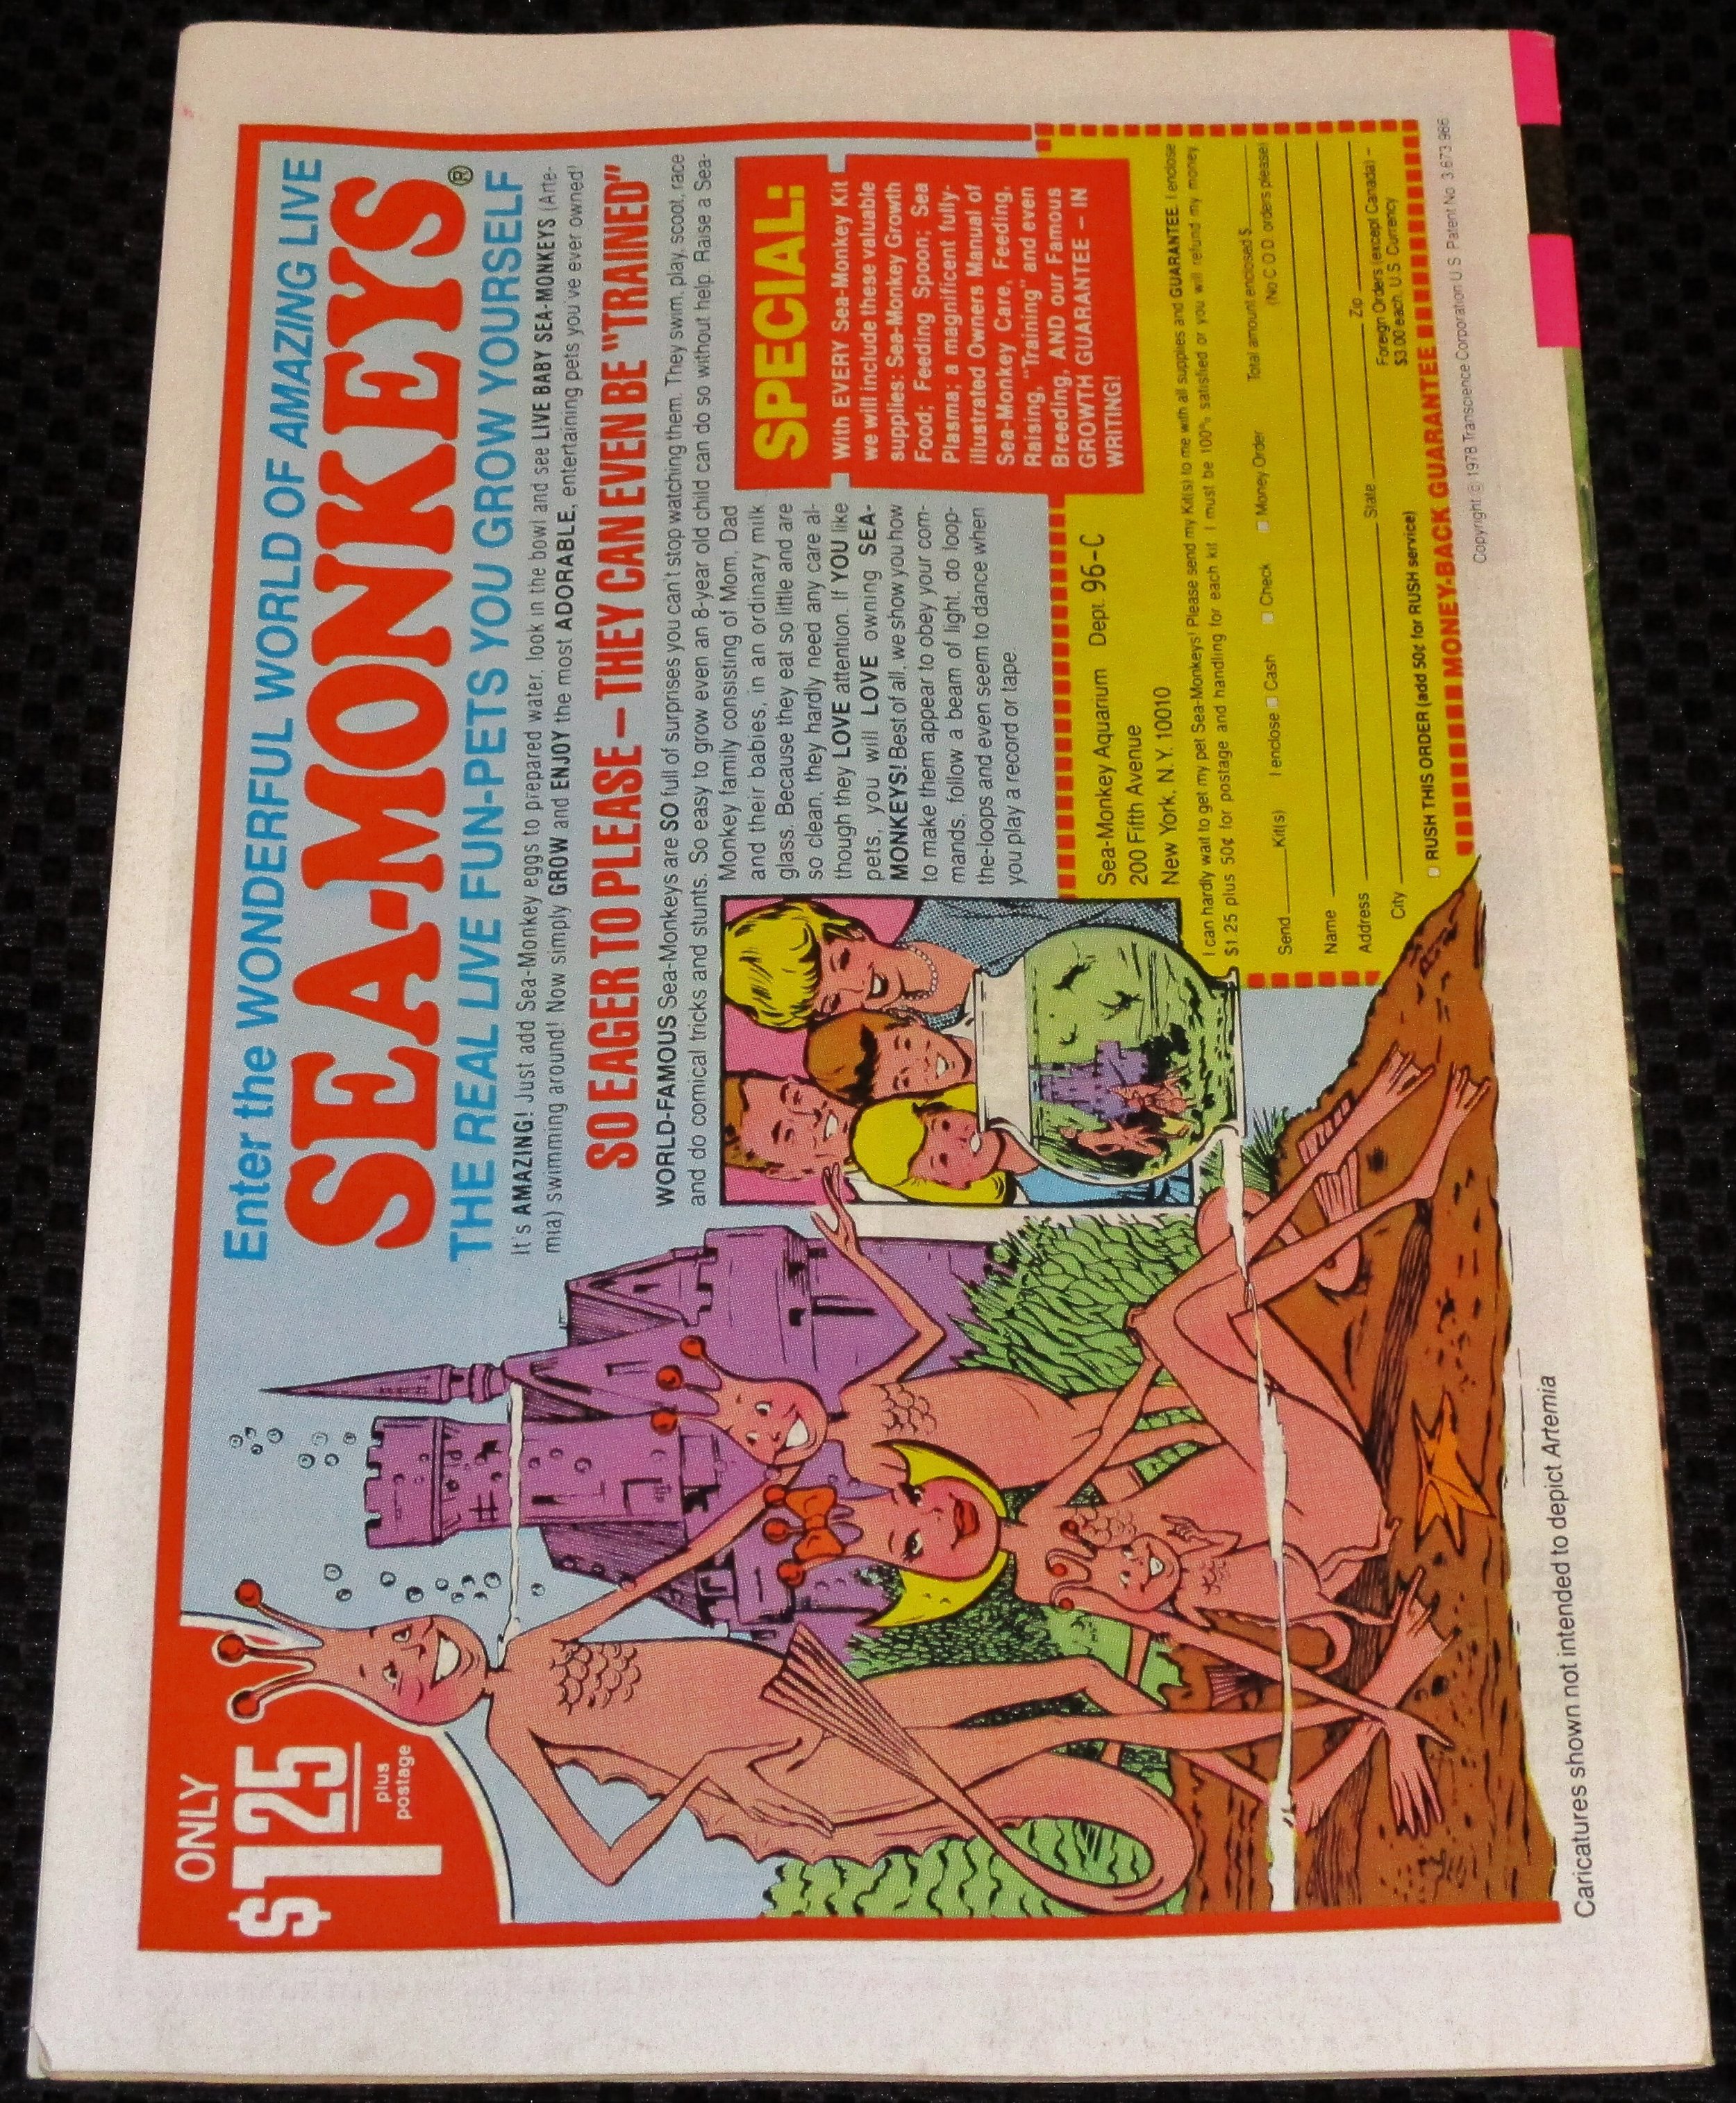 ONLY
$1.25
plus
postage
Enter the WONDERFUL WORLD OF AMAZING LIVE
SEA-MONKEYS®
THE REAL LIVE FUN-PETS YOU GROW YOURSELF
It's AMAZING! Just add Sea-Monkey eggs to prepared water, look in the bowl and see LIVE BABY SEA-MONKEYS (Arte-
mia) swimming around! Now simply GROW and ENJOY the most ADORABLE, entertaining pets you've ever owned!
SO EAGER TO PLEASE – THEY CAN EVEN BE "TRAINED"
WORLD-FAMOUS Sea-Monkeys are SO full of surprises you can't stop watching them. They swim, play, scoot, race
and do comical tricks and stunts. So easy to grow even an 8-year old child can do so without help. Raise a Sea-
Monkey family consisting of Mom, Dad
and their babies, in an ordinary milk
glass. Because they eat so little and are
so clean, they hardly need any care al-
though they LOVE attention. If YOU like
pets, you will LOVE owning SEA-
MONKEYS! Best of all, we show you how
to make them appear to obey your com-
mands, follow a beam of light, do loop-
the-loops and even seem to dance when
you play a record or tape.
SPECIAL:
With EVERY Sea-Monkey Kit
we will include these valuable
supplies: Sea-Monkey Growth
Food; Feeding Spoon; Sea
Plasma; a magnificent fully-
illustrated Owners Manual of
Sea-Monkey Care, Feeding,
Raising, "Training" and even
Breeding, AND our Famous
GROWTH GUARANTEE – IN
WRITING!
Sea-Monkey Aquarium Dept. 96-C
200 Fifth Avenue
New York, N.Y. 10010
I can hardly wait to get my pet Sea-Monkeys! Please send my Kit(s) to me with all supplies and GUARANTEE. I enclose
$1.25 plus 50¢ for postage and handling for each kit. I must be 100% satisfied or you will refund my money.
Send Kit(s) I enclose Cash Check Money Order Total amount enclosed $
(No C.O.D. orders please)
Name
Address
City State Zip
Foreign Orders (except Canada) –
$3.00 each. U.S. Currency
RUSH THIS ORDER (add 50¢ for RUSH service)
MONEY-BACK GUARANTEE
Copyright © 1978 Transcience Corporation U.S. Patent No. 3,673,986
Caricatures shown not intended to depict Artemia